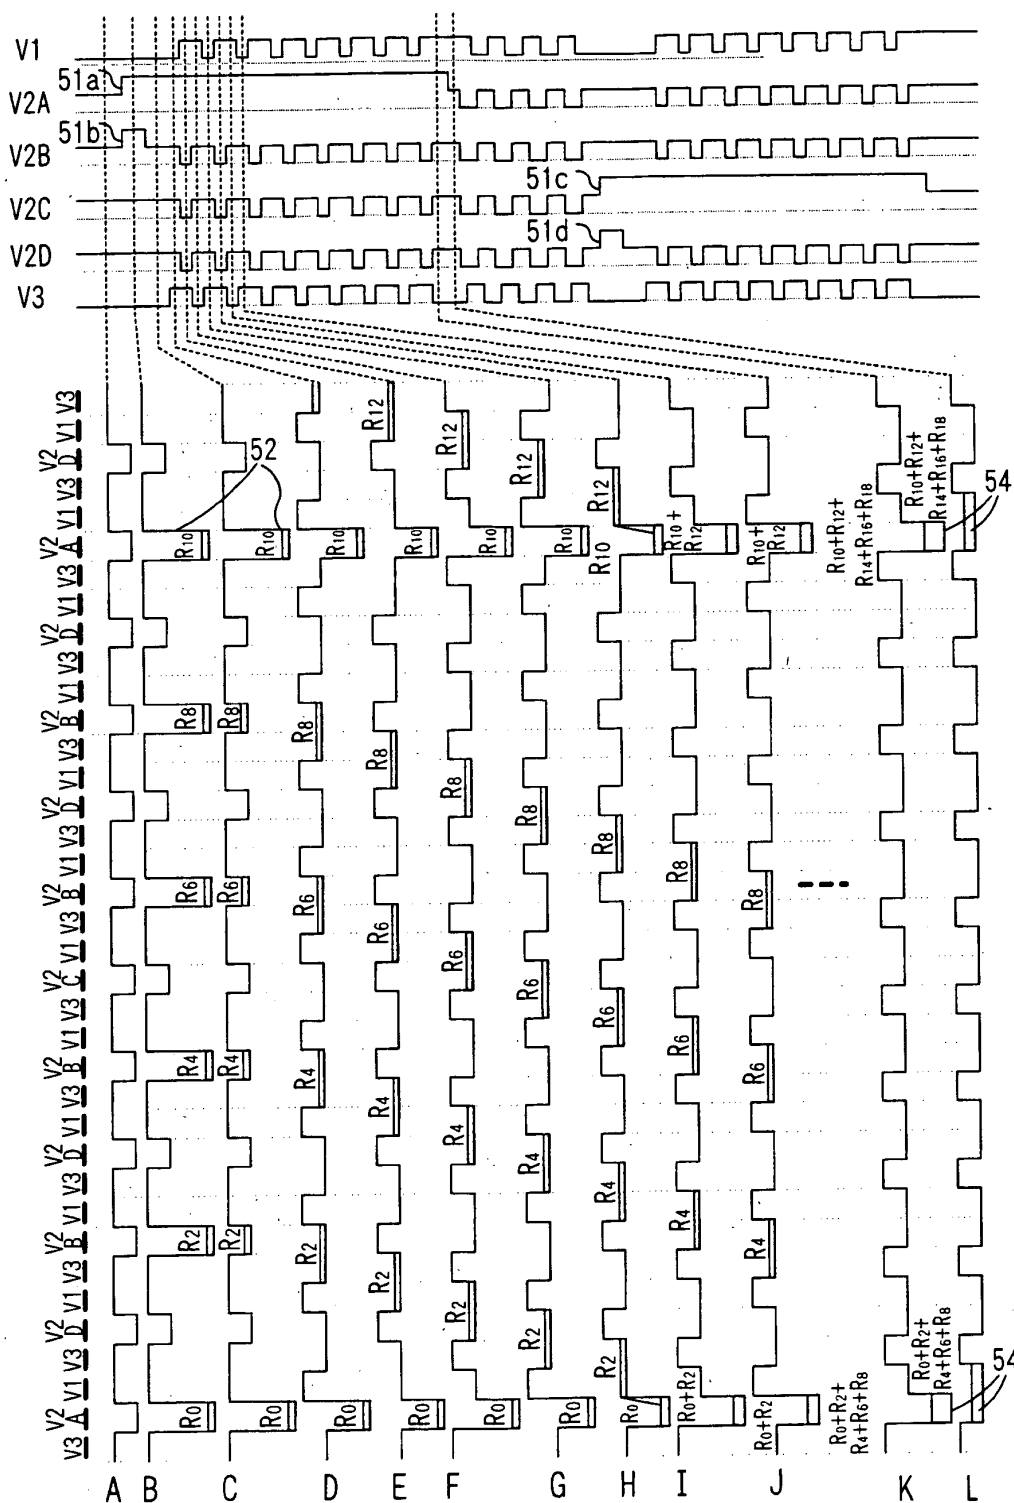 V1
51a
V2A
51b
V2B
51c
V2C
51d
V2D
V3
V2 V2 V2 V2 V2 V2 V2 V2 V2 V2 V2 V2
V3 A V1 V3 D V1 V3 B V1 V3 D V1 V3 B V1 V3 C V1 V3 B V1 V3 D V1 V3 B V1 V3 D V1 V3 A V1 V3 D V1 V3
52
R0 R2 R4 R6 R8 R10
R0 R2 R4 R6 R8 R10
R0 R2 R4 R6 R8 R10
R0 R2 R4 R6 R8 R10 R12
R0 R2 R4 R6 R8 R10 R12
R0 R2 R4 R6 R8 R10 R12
R0 R2 R4 R6 R8 R10 R12
R0+R2 R4 R6 R8 R10+
R12
R0+R2 R4 R6 R8 R10+
R12
R0+R2+
R4+R6+R8
R10+R12+
R14+R16+R18
R0+R2+
R4+R6+R8
R10+R12+
R14+R16+R18
54
54
A B C D E F G H I J K L